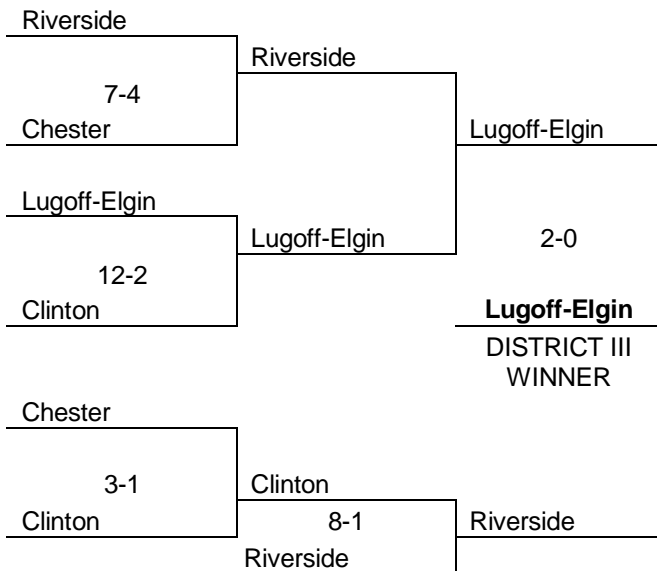 Riverside
Riverside
7-4
Chester
Lugoff-Elgin
Lugoff-Elgin
Lugoff-Elgin
2-0
12-2
Clinton
Lugoff-Elgin
DISTRICT III
WINNER
Chester
3-1
Clinton
Clinton
8-1
Riverside
Riverside